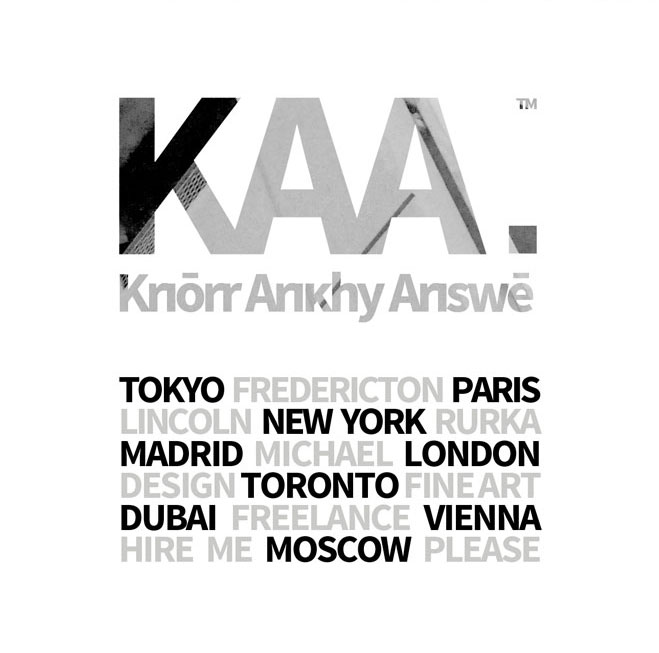 KAA.™
Knōrr Ankhy Answē
TOKYO FREDERICTON PARIS
LINCOLN NEW YORK RURKA
MADRID MICHAEL LONDON
DESIGN TORONTO FINE ART
DUBAI FREELANCE VIENNA
HIRE ME MOSCOW PLEASE